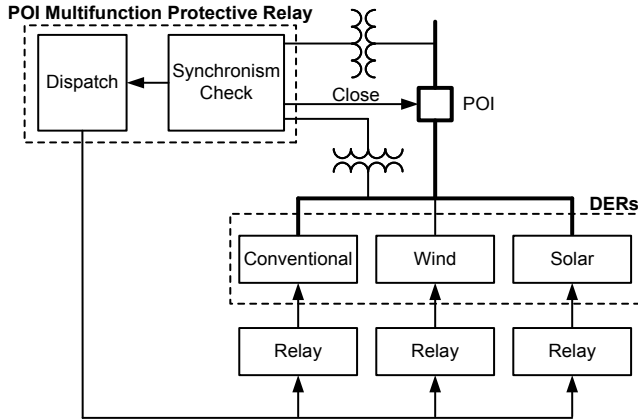 POI Multifunction Protective Relay
Dispatch
Synchronism
Check
Close
POI
DERs
Conventional
Wind
Solar
Relay
Relay
Relay